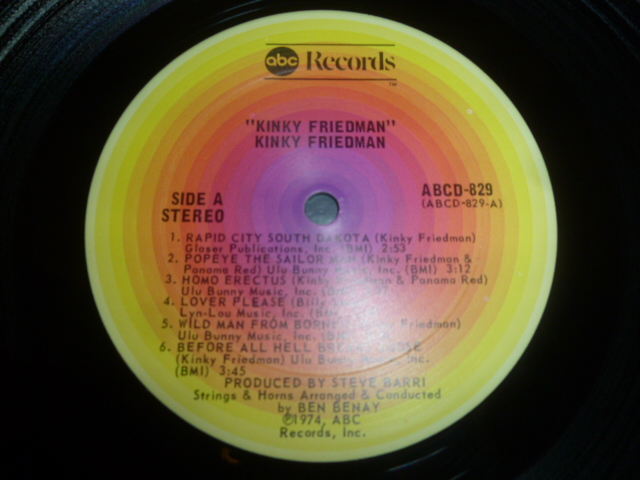 abc Records
TM
"KINKY FRIEDMAN"
KINKY FRIEDMAN
SIDE A
STEREO
ABCD-829
(ABCD-829-A)
1. RAPID CITY SOUTH DAKOTA (Kinky Friedman)
Glaser Publications, Inc. (BMI) 2:53
2. POPEYE THE SAILOR MAN (Kinky Friedman &
Panama Red) Ulu Bunny Music, Inc. (BMI) 3:12
3. HOMO ERECTUS (Kinky Friedman & Panama Red)
Ulu Bunny Music, Inc.
4. LOVER PLEASE (Billy
Lyn-Lou Music, Inc.
5. WILD MAN FROM BORNEO Friedman)
Ulu Bunny Music, Inc.
6. BEFORE ALL HELL BREAKS LOSE
(Kinky Friedman) Ulu Bunny Music, Inc.
(BMI) 3:45
PRODUCED BY STEVE BARRI
Strings & Horns Arranged & Conducted
by BEN BENAY
℗1974, ABC
Records, Inc.